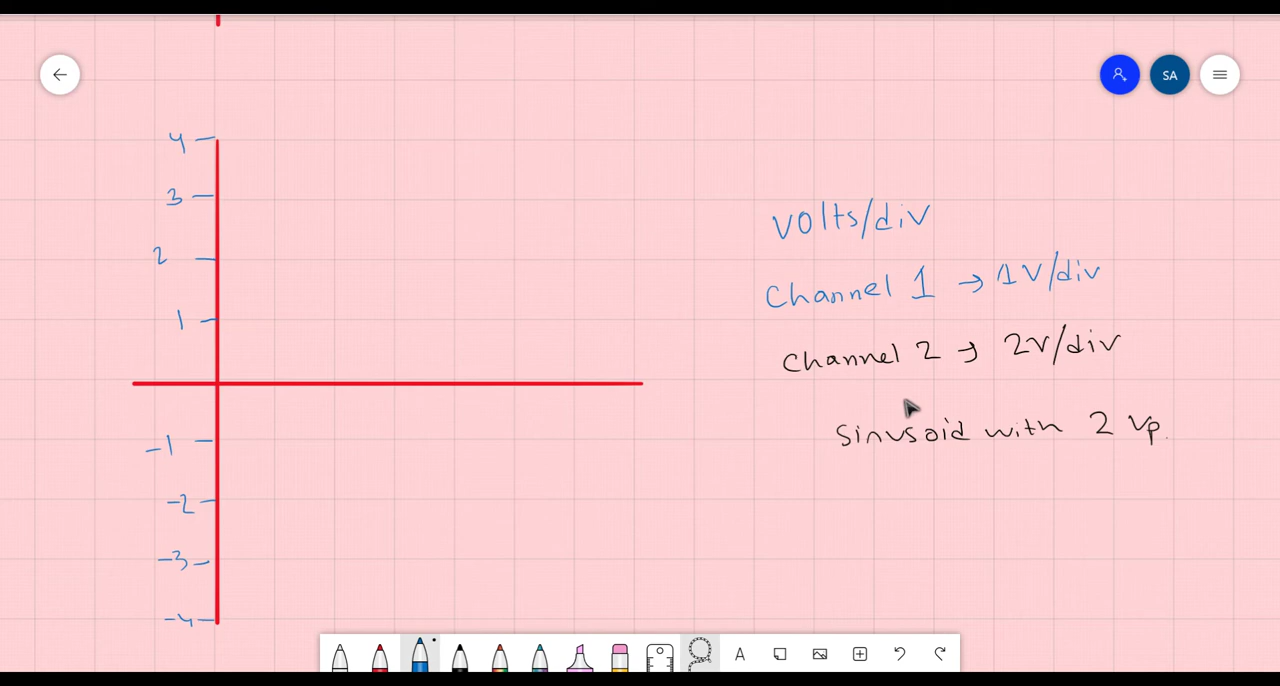 SA
4
3
2
1
-1
-2
-3
-4
volts/div
Channel 1 → 1V/div
Channel 2 → 2V/div
Sinusoid with 2 Vp.
A